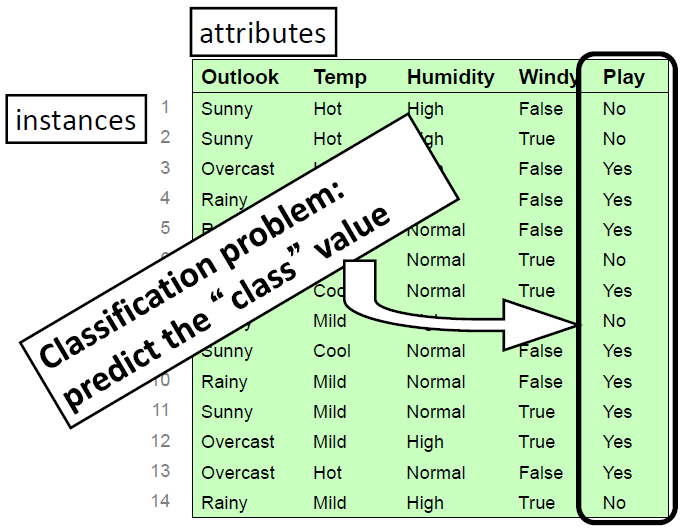 attributes
Outlook Temp Humidity Windy Play
instances
1 Sunny Hot High False No
2 Sunny Hot True No
3 Overcast False Yes
4 Rainy False Yes
5 Normal False Yes
Normal True No
Normal True Yes
Mild No
Sunny Cool Normal False Yes
10 Rainy Mild Normal False Yes
11 Sunny Mild Normal True Yes
12 Overcast Mild High True Yes
13 Overcast Hot Normal False Yes
14 Rainy Mild High True No
Classification problem:
predict the “class” value